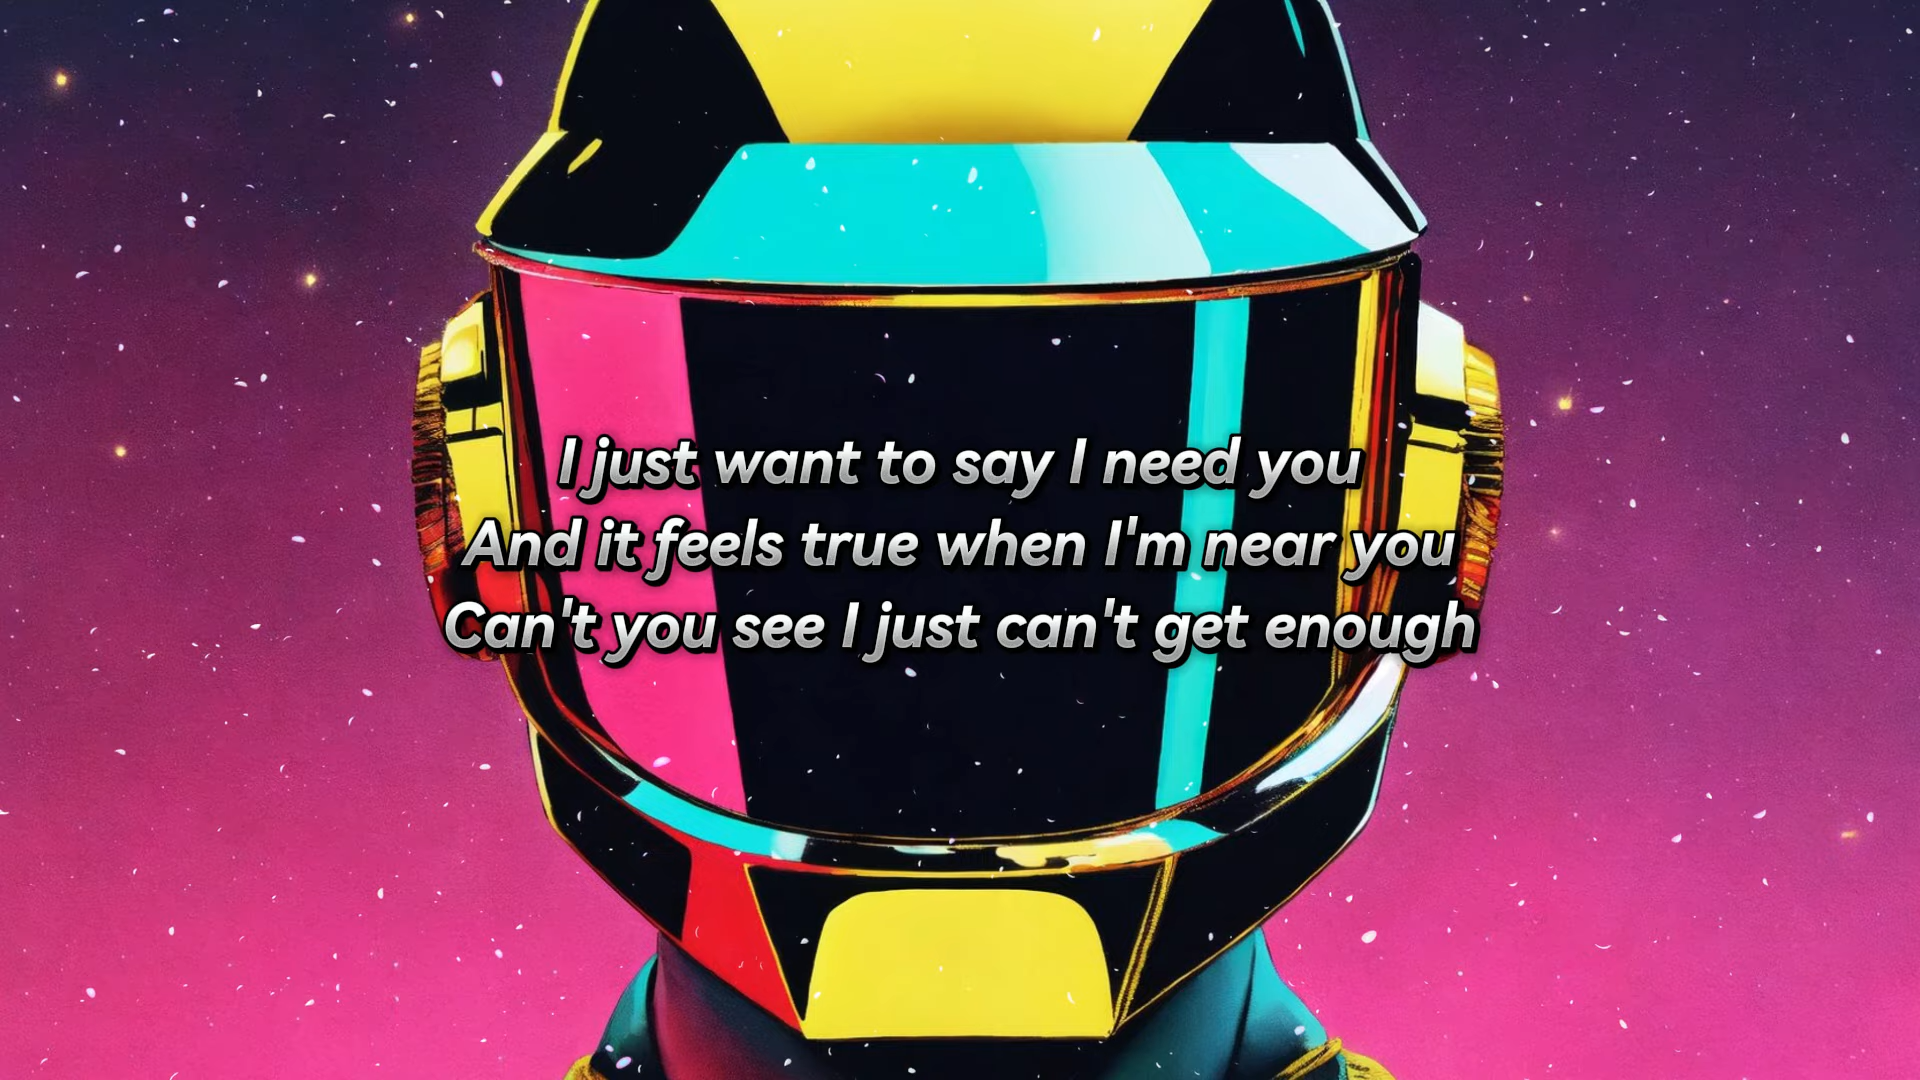 I just want to say I need you
And it feels true when I'm near you
Can't you see I just can't get enough